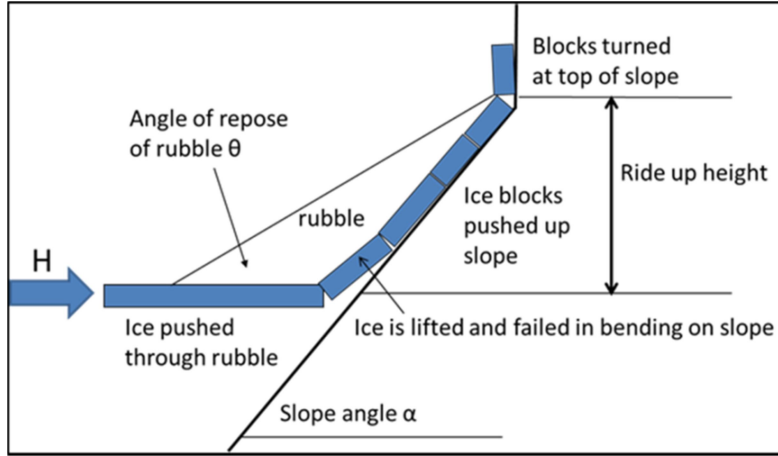 Blocks turned
at top of slope
Angle of repose
of rubble θ
Ride up height
rubble
Ice blocks
pushed up
slope
H
Ice pushed
through rubble
Ice is lifted and failed in bending on slope
Slope angle α